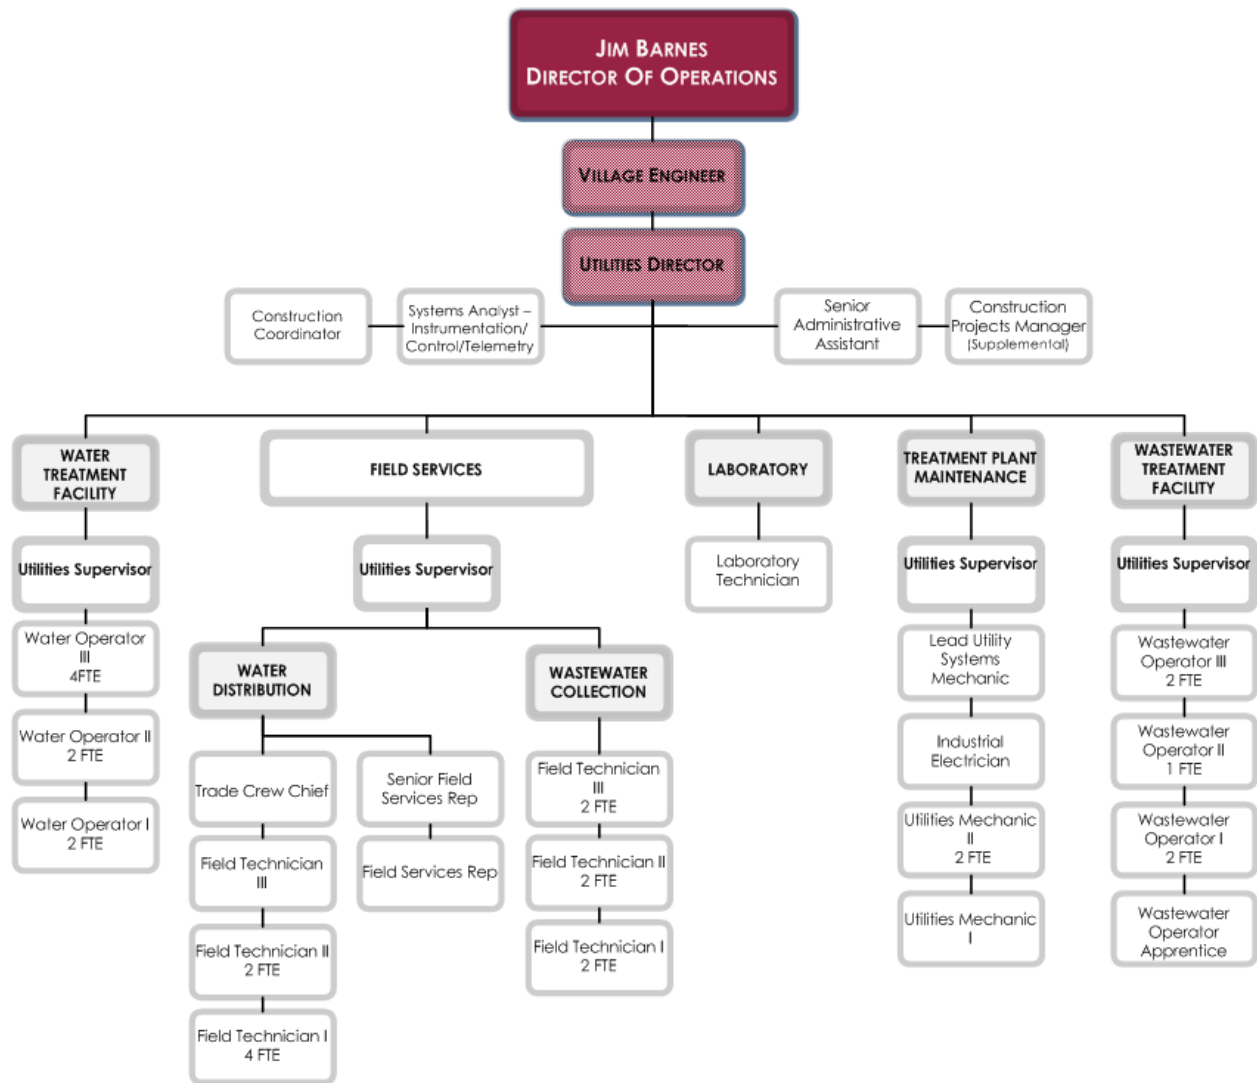 JIM BARNES
DIRECTOR OF OPERATIONS
VILLAGE ENGINEER
UTILITIES DIRECTOR
Construction
Coordinator
Systems Analyst –
Instrumentation/
Control/Telemetry
Senior
Administrative
Assistant
Construction
Projects Manager
(Supplemental)
WATER
TREATMENT
FACILITY
FIELD SERVICES
LABORATORY
TREATMENT PLANT
MAINTENANCE
WASTEWATER
TREATMENT
FACILITY
Utilities Supervisor
Utilities Supervisor
Laboratory
Technician
Utilities Supervisor
Utilities Supervisor
Water Operator
III
4FTE
Water Operator II
2 FTE
Water Operator I
2 FTE
WATER
DISTRIBUTION
Trade Crew Chief
Field Technician
III
Field Technician II
2 FTE
Field Technician I
4 FTE
Senior Field
Services Rep
Field Services Rep
WASTEWATER
COLLECTION
Field Technician
III
2 FTE
Field Technician II
2 FTE
Field Technician I
2 FTE
Lead Utility
Systems
Mechanic
Industrial
Electrician
Utilities Mechanic
II
2 FTE
Utilities Mechanic
I
Wastewater
Operator III
2 FTE
Wastewater
Operator II
1 FTE
Wastewater
Operator I
2 FTE
Wastewater
Operator
Apprentice